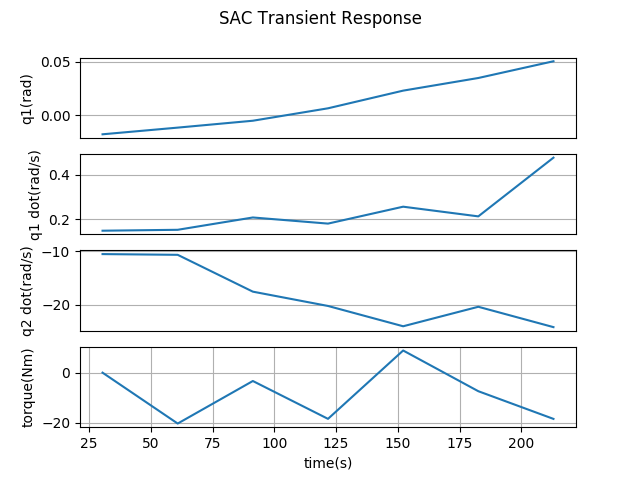 SAC Transient Response
0.05
0.00
q1(rad)
0.4
0.2
q1 dot(rad/s)
−10
−20
q2 dot(rad/s)
0
−20
torque(Nm)
25 50 75 100 125 150 175 200
time(s)